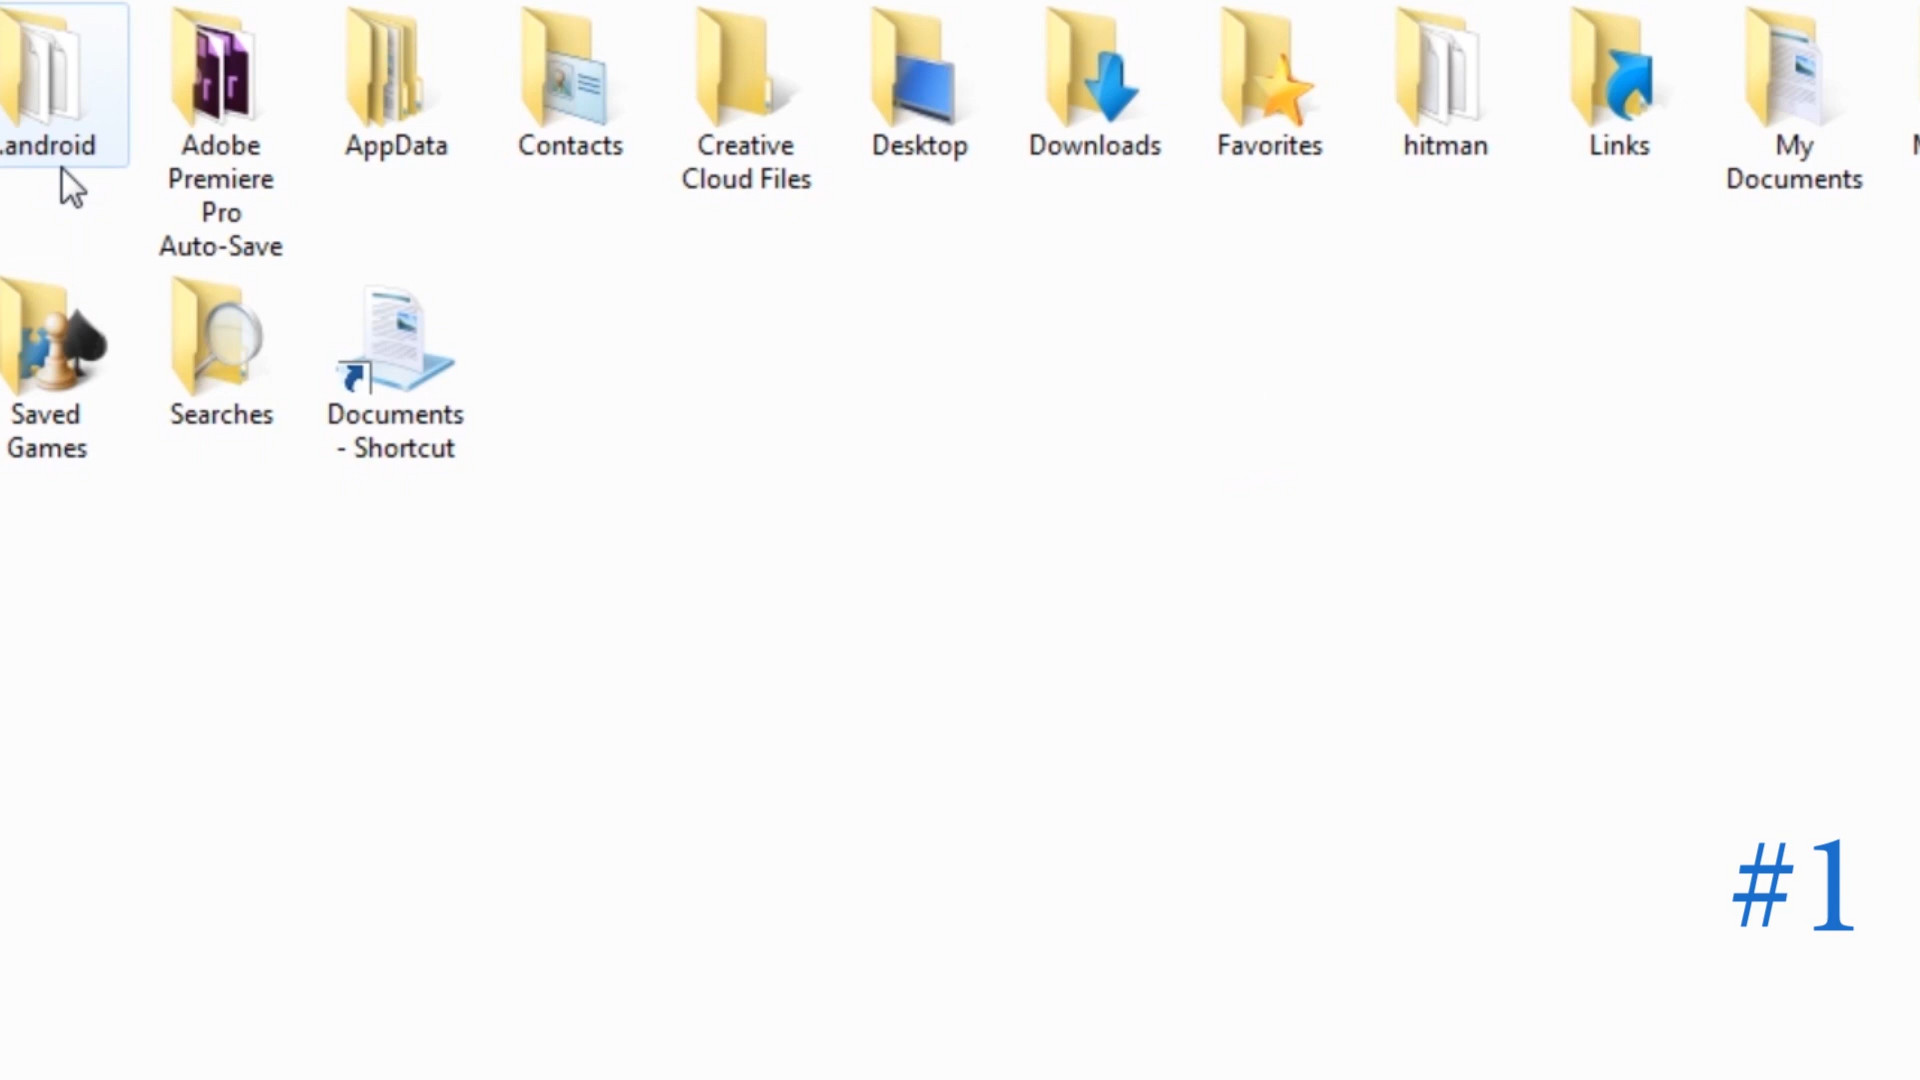 .android
Adobe
Premiere
Pro
Auto-Save
AppData
Contacts
Creative
Cloud Files
Desktop
Downloads
Favorites
hitman
Links
My
Documents
Saved
Games
Searches
Documents
- Shortcut
#1